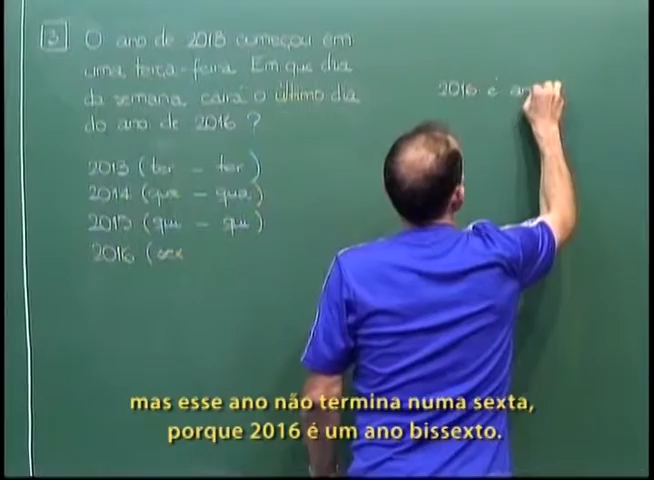 3 O ano de 2013 começou em
uma terça-feira. Em que dia
da semana cairá o último dia
do ano de 2016?
2013 (ter - ter)
2014 (qua - qua)
2015 (qui - qui)
2016 (sex
2016 é an
mas esse ano não termina numa sexta,
porque 2016 é um ano bissexto.